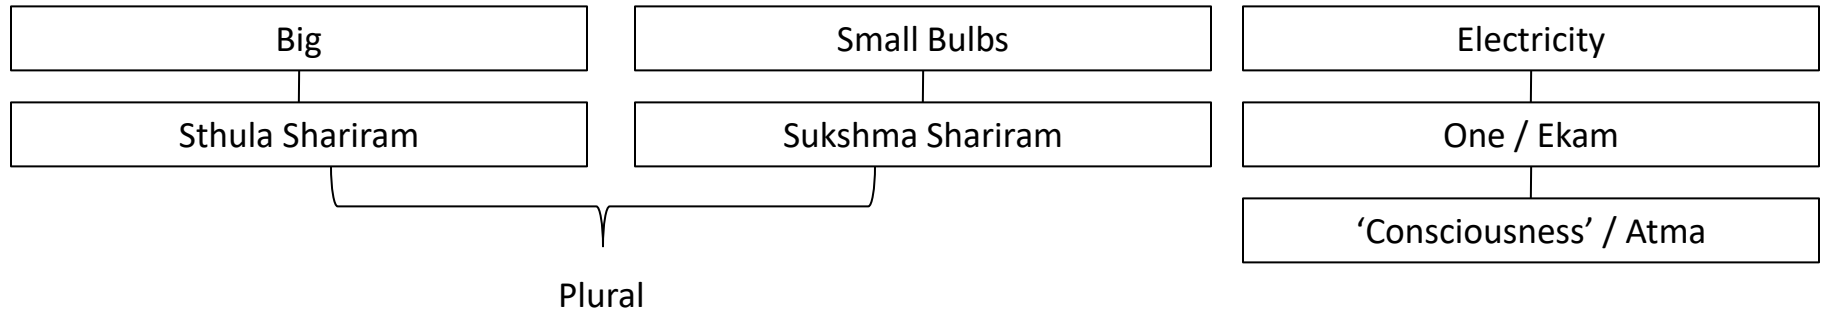 Big
Small Bulbs
Electricity
Sthula Shariram
Sukshma Shariram
One / Ekam
‘Consciousness’ / Atma
Plural